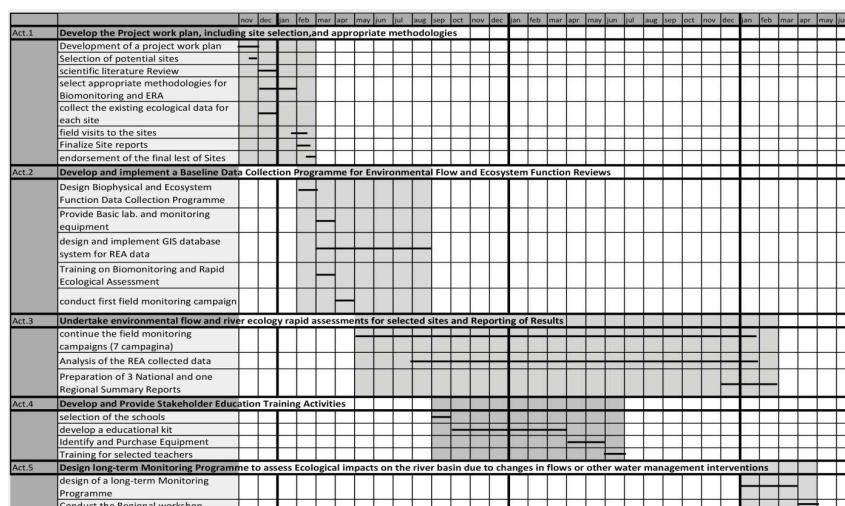 nov dec jan feb mar apr may jun jul aug sep oct nov dec jan feb mar apr may jun jul aug sep oct nov dec jan feb mar apr may
Act.1 Develop the Project work plan, including site selection,and appropriate methodologies
Development of a project work plan
Selection of potential sites
scientific literature Review
select appropriate methodologies for
Biomonitoring and ERA
collect the existing ecological data for
each site
field visits to the sites
Finalize Site reports
endorsement of the final lest of Sites
Act.2 Develop and implement a Baseline Data Collection Programme for Environmental Flow and Ecosystem Function Reviews
Design Biophysical and Ecosystem
Function Data Collection Programme
Provide Basic lab. and monitoring
equipment
design and implement GIS database
system for REA data
Training on Biomonitoring and Rapid
Ecological Assessment
conduct first field monitoring campaign
Act.3 Undertake environmental flow and river ecology rapid assessments for selected sites and Reporting of Results
continue the field monitoring
campaigns (7 campagina)
Analysis of the REA collected data
Preparation of 3 National and one
Regional Summary Reports
Act.4 Develop and Provide Stakeholder Education Training Activities
selection of the schools
develop a educational kit
Identify and Purchase Equipment
Training for selected teachers
Act.5 Design long-term Monitoring Programme to assess Ecological impacts on the river basin due to changes in flows or other water management interventions
design of a long-term Monitoring
Programme
Conduct the Regional workshop